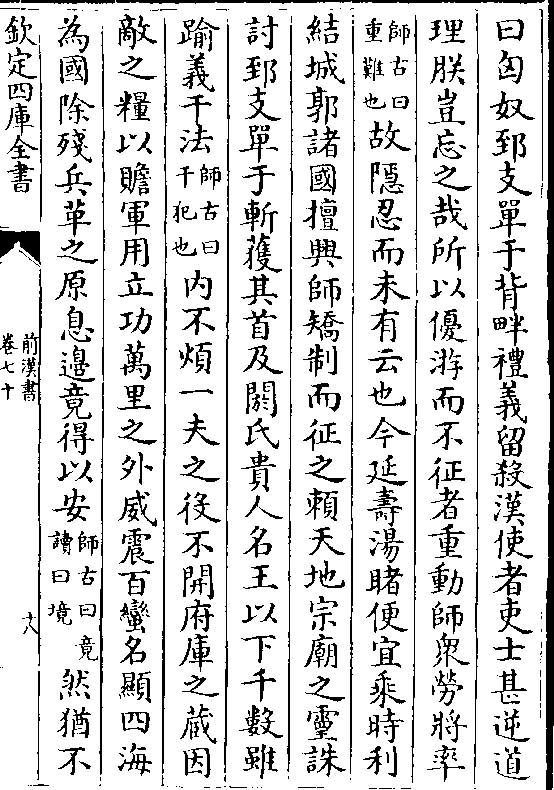 曰匈奴郅支單于背畔禮義留殺漢使者吏士甚逆道
理朕豈忘之哉所以優游而不征者重動師衆勞將率
師古曰
重難也
故隱忍而未有云也今延壽湯睹便宜乘時利
結城郭諸國擅興師矯制而征之頼天地宗廟之靈誅
討郅支單于斬獲其首及閼氏貴人名王以下千數雖
踰義干法
師古曰
干犯也
内不煩一夫之役不開府庫之蔵因
敵之糧以贍軍用立功萬里之外威震百蠻名顯四海
為國除殘兵革之原息邉竟得以安
師古曰竟
讀曰境
然猶不
欽定四庫全書
前漢書
卷七十
十八